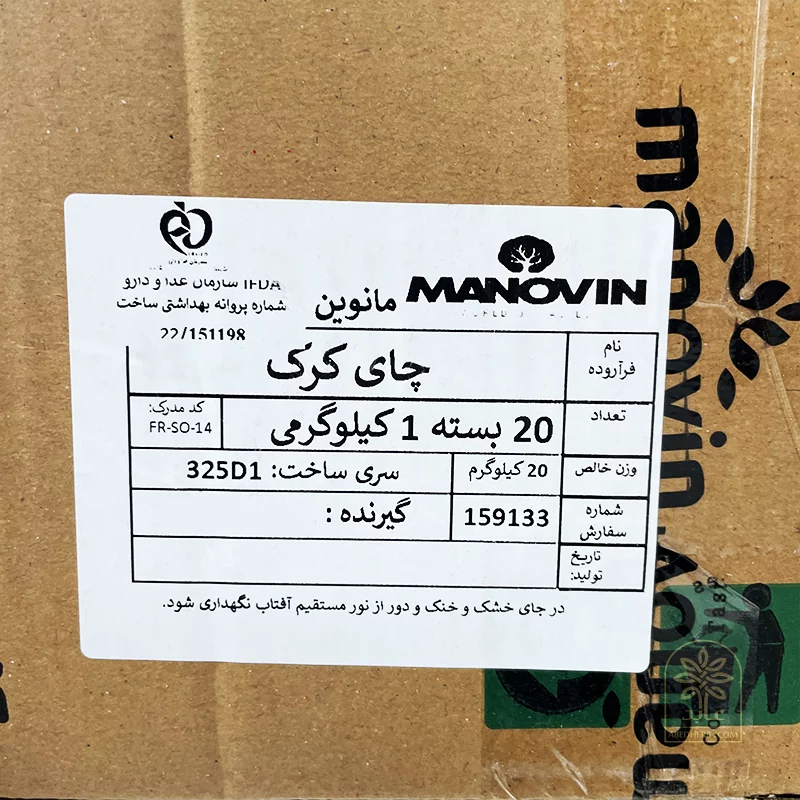 MANOVIN مانوین
IFDA سازمان غذا و دارو
شماره پروانه بهداشتی ساخت
22/151198
نام فرآورده
چای کرک
تعداد
20 بسته 1 کیلوگرمی
کد مدرک:
FR-SO-14
وزن خالص
20 کیلوگرم
سری ساخت: 325D1
شماره سفارش
159133
گیرنده :
تاریخ تولید:
در جای خشک و خنک و دور از نور مستقیم آفتاب نگهداری شود.
manovin